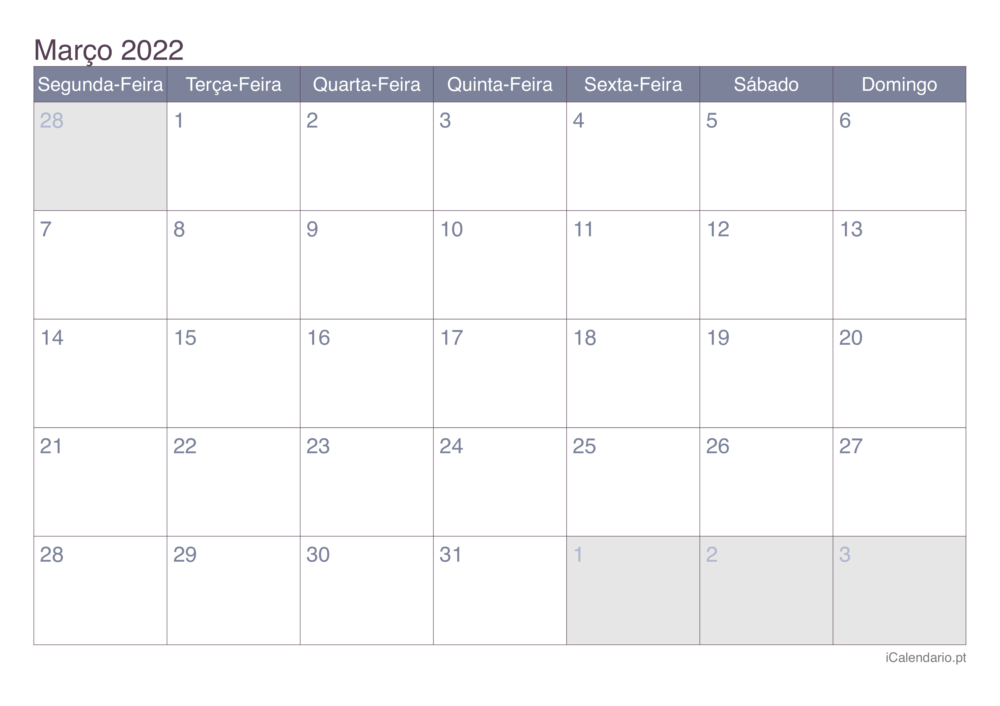 Março 2022
Segunda-Feira Terça-Feira Quarta-Feira Quinta-Feira Sexta-Feira Sábado Domingo
28 1 2 3 4 5 6
7 8 9 10 11 12 13
14 15 16 17 18 19 20
21 22 23 24 25 26 27
28 29 30 31 1 2 3
iCalendario.pt